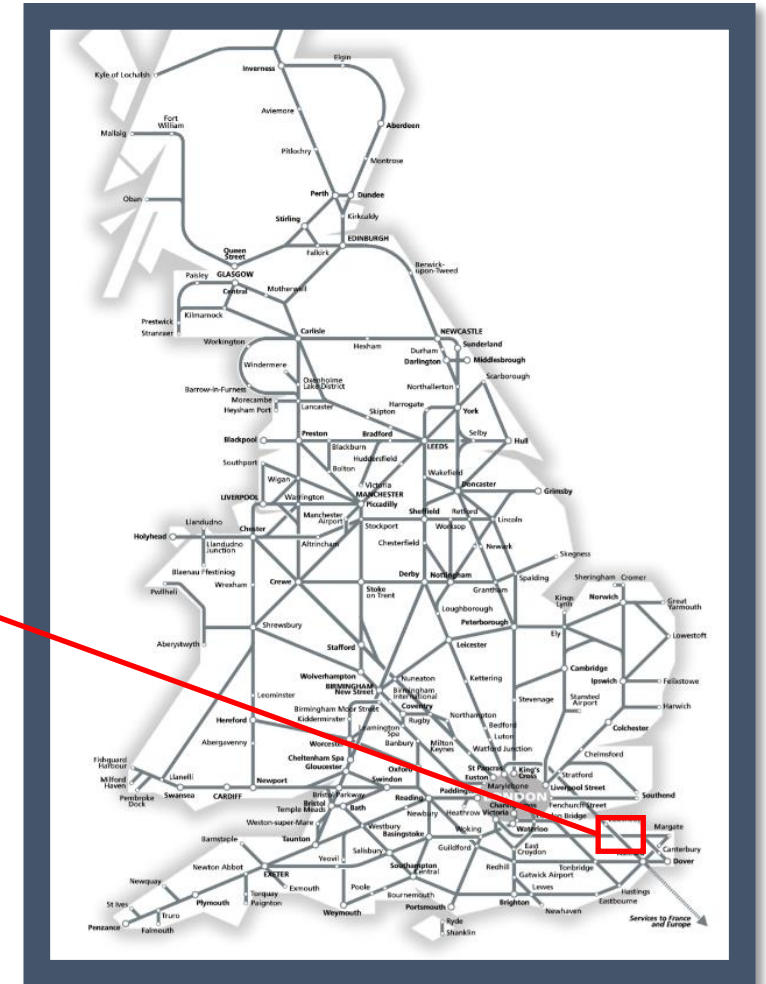 Elgin
Inverness
Kyle of Lochalsh
Aviemore
Fort
William
Mallaig
Aberdeen
Pitlochry
Montrose
Perth
Dundee
Oban
Stirling
Kirkcaldy
EDINBURGH
Queen
Street
Falkirk
Berwick-
upon-Tweed
Paisley
GLASGOW
Central
Motherwell
Prestwick
Kilmarnock
Stranraer
Carlisle
NEWCASTLE
Workington
Hexham
Sunderland
Durham
Darlington
Middlesbrough
Windermere
Scarborough
Oxenholme
Lake District
Barrow-in-Furness
Northallerton
Morecambe
Lancaster
Harrogate
Heysham Port
Skipton
York
Blackpool
Preston
Bradford
Selby
Blackburn
LEEDS
Hull
Huddersfield
Southport
Bolton
Wakefield
Wigan
Victoria
MANCHESTER
Doncaster
Grimsby
LIVERPOOL
Warrington
Piccadilly
Manchester
Airport
Sheffield
Retford
Llandudno
Chester
Stockport
Worksop
Lincoln
Holyhead
Llandudno
Junction
Altrincham
Chesterfield
Newark
Skegness
Blaenau Ffestiniog
Wrexham
Crewe
Stoke
on Trent
Derby
Nottingham
Grantham
Spalding
Sheringham
Cromer
Pwllheli
Kings
Lynn
Norwich
Great
Yarmouth
Loughborough
Peterborough
Aberystwyth
Shrewsbury
Ely
Lowestoft
Stafford
Leicester
Wolverhampton
Cambridge
BIRMINGHAM
New Street
Nuneaton
Kettering
Ipswich
Felixstowe
Birmingham
International
Leominster
Birmingham Moor Street
Coventry
Stevenage
Stansted
Airport
Harwich
Hereford
Kidderminster
Rugby
Northampton
Leamington
Spa
Bedford
Colchester
Abergavenny
Worcester
Banbury
Milton
Keynes
Luton
Watford Junction
Chelmsford
Cheltenham Spa
Gloucester
Oxford
St Pancras
King's
Cross
Euston
Stratford
Fishguard
Harbour
Llanelli
Swindon
Marylebone
Liverpool Street
Milford
Haven
Newport
Bristol Parkway
Paddington
Southend
Pembroke
Dock
Swansea
CARDIFF
Bristol
Temple Meads
Bath
Reading
Fenchurch Street
Newbury
Heathrow
Victoria
Weston-super-Mare
Westbury
Basingstoke
Woking
Waterloo
Margate
Barnstaple
Taunton
Salisbury
Guildford
East
Croydon
Canterbury
Newton Abbot
Yeovil
Southampton
Central
Redhill
Tonbridge
Dover
EXETER
Gatwick Airport
Newquay
Exmouth
Poole
Lewes
Hastings
St Ives
Torquay
Paignton
Bournemouth
Eastbourne
Truro
Plymouth
Weymouth
Portsmouth
Brighton
Newhaven
Penzance
Falmouth
Ryde
Shanklin
Services to France
and Europe